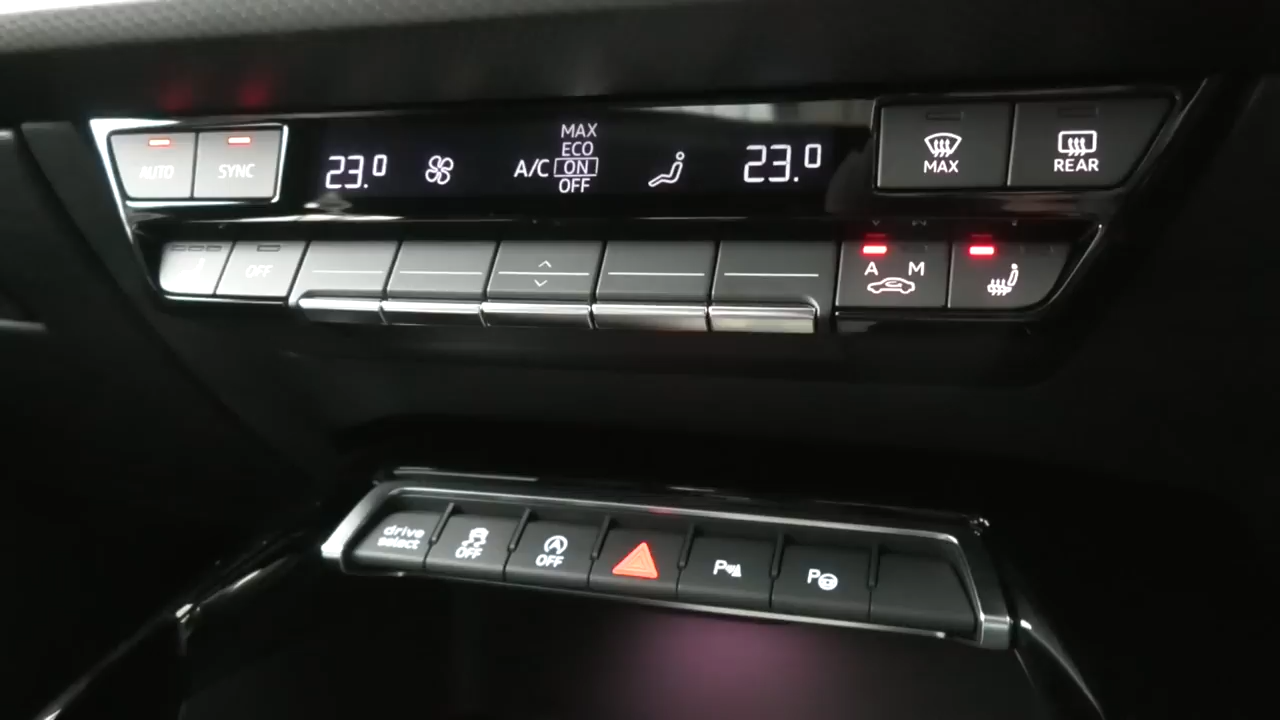 AUTO
SYNC
23.0
A/C
MAX
ECO
ON
OFF
23.0
MAX
REAR
OFF
A M
drive
select
OFF
OFF
P
P